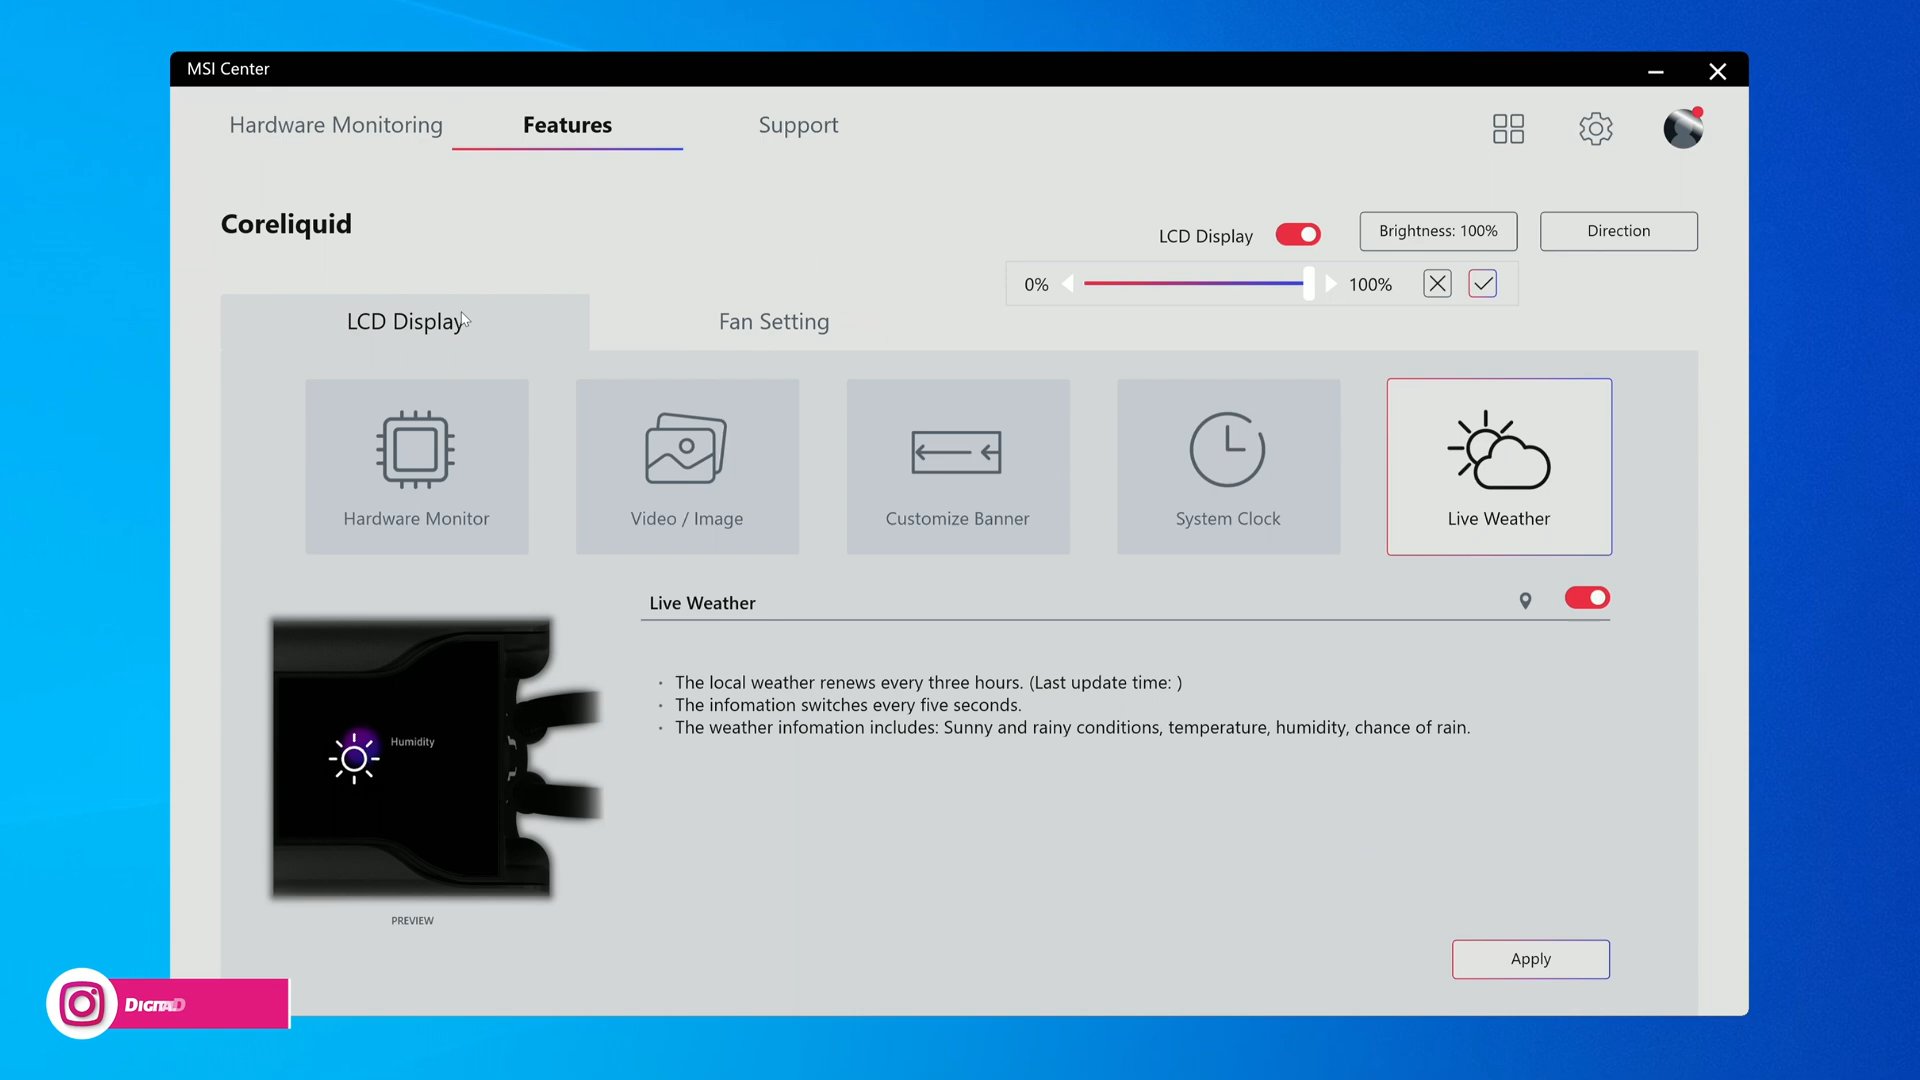 MSI Center
Hardware Monitoring
Features
Support
Coreliquid
LCD Display
Brightness: 100%
Direction
0%
100%
LCD Display
Fan Setting
Hardware Monitor
Video / Image
Customize Banner
System Clock
Live Weather
Live Weather
· The local weather renews every three hours. (Last update time: )
· The infomation switches every five seconds.
· The weather infomation includes: Sunny and rainy conditions, temperature, humidity, chance of rain.
Humidity
PREVIEW
Apply